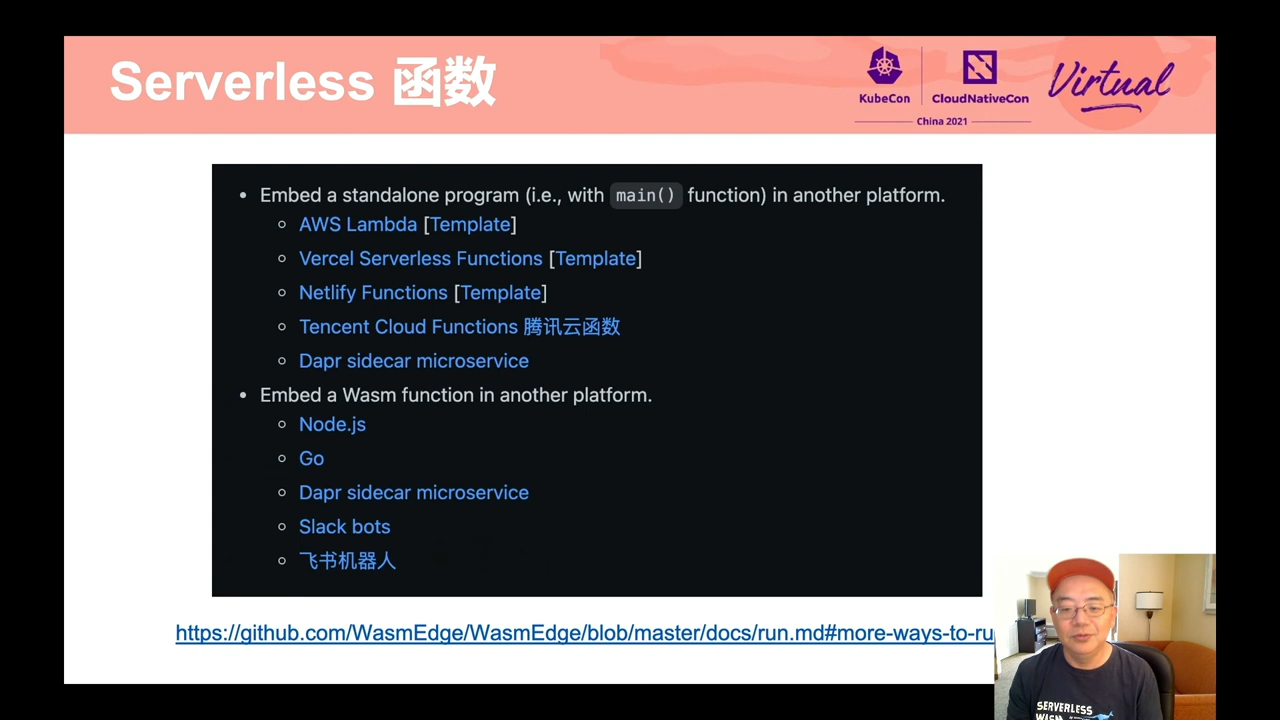 Serverless 函数
KubeCon
CloudNativeCon
China 2021
Virtual
Embed a standalone program (i.e., with main() function) in another platform.
AWS Lambda [Template]
Vercel Serverless Functions [Template]
Netlify Functions [Template]
Tencent Cloud Functions 腾讯云函数
Dapr sidecar microservice
Embed a Wasm function in another platform.
Node.js
Go
Dapr sidecar microservice
Slack bots
飞书机器人
https://github.com/WasmEdge/WasmEdge/blob/master/docs/run.md#more-ways-to-ru
SERVERLESS
WASM